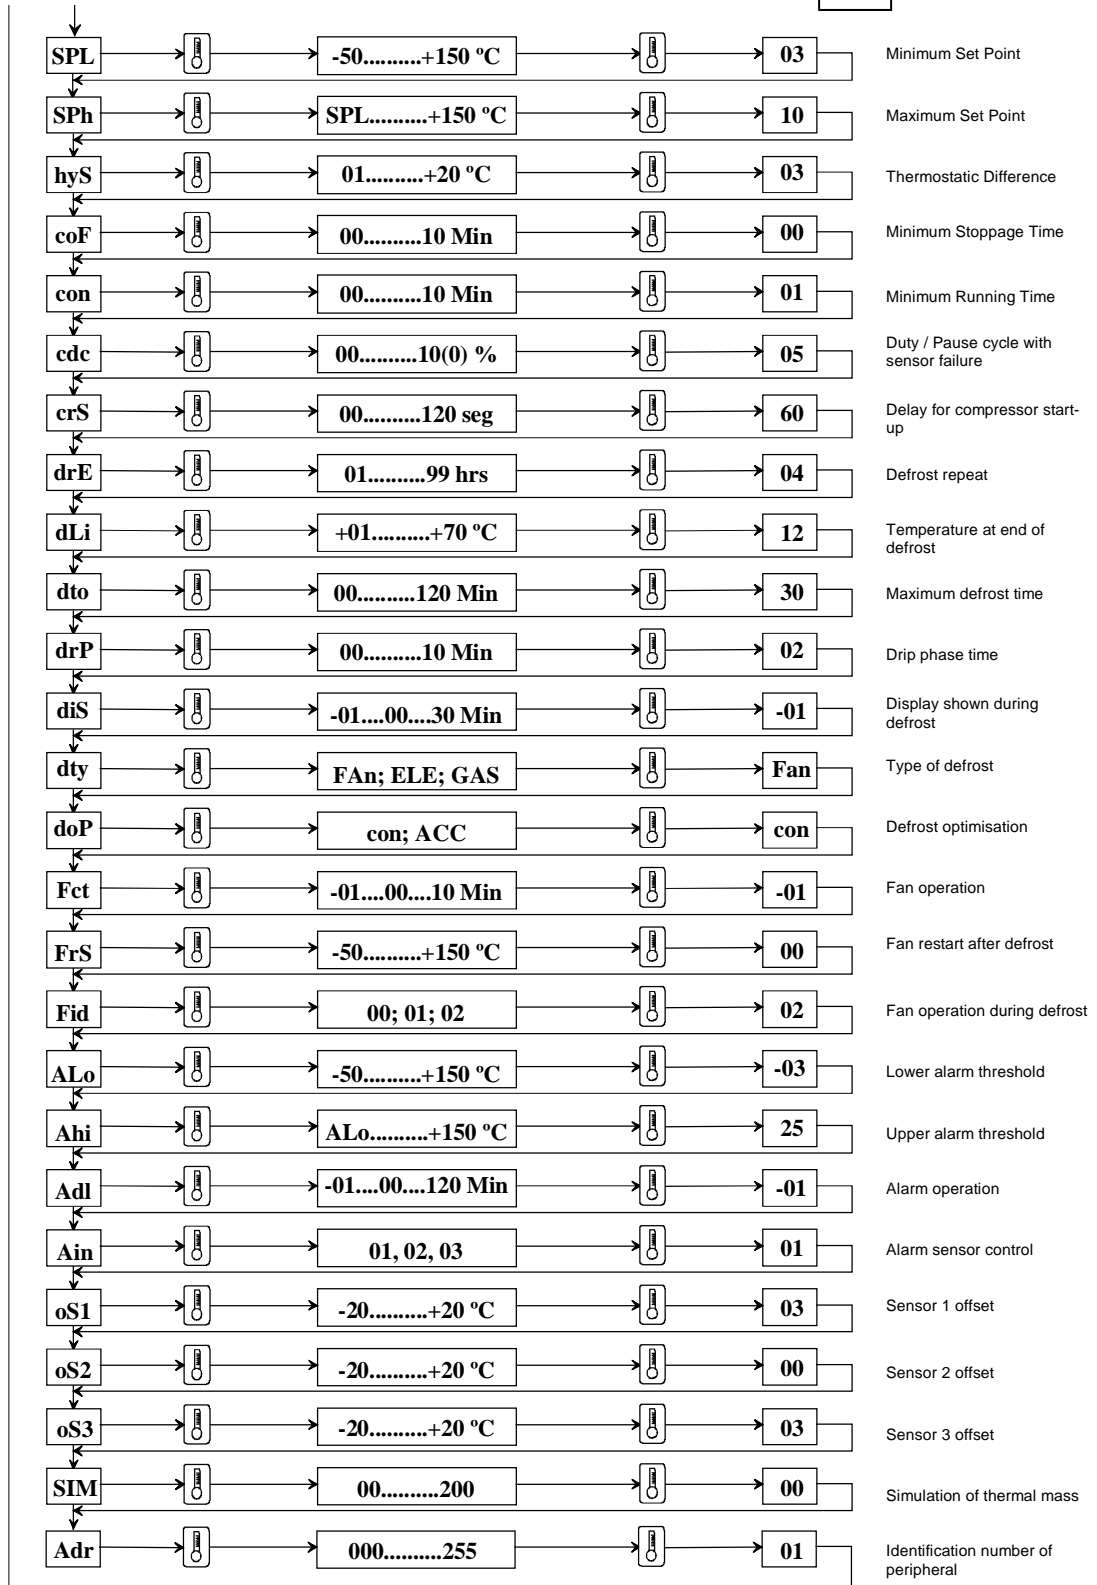 SPL -50..........+150 ºC 03 Minimum Set Point
SPh SPL..........+150 ºC 10 Maximum Set Point
hyS 01..........+20 ºC 03 Thermostatic Difference
coF 00..........10 Min 00 Minimum Stoppage Time
con 00..........10 Min 01 Minimum Running Time
cdc 00..........10(0) % 05 Duty / Pause cycle with
sensor failure
crS 00..........120 seg 60 Delay for compressor start-
up
drE 01..........99 hrs 04 Defrost repeat
dLi +01..........+70 ºC 12 Temperature at end of
defrost
dto 00..........120 Min 30 Maximum defrost time
drP 00..........10 Min 02 Drip phase time
diS -01....00....30 Min -01 Display shown during
defrost
dty FAn; ELE; GAS Fan Type of defrost
doP con; ACC con Defrost optimisation
Fct -01....00....10 Min -01 Fan operation
FrS -50..........+150 ºC 00 Fan restart after defrost
Fid 00; 01; 02 02 Fan operation during defrost
ALo -50..........+150 ºC -03 Lower alarm threshold
Ahi ALo..........+150 ºC 25 Upper alarm threshold
Adl -01....00....120 Min -01 Alarm operation
Ain 01, 02, 03 01 Alarm sensor control
oS1 -20..........+20 ºC 03 Sensor 1 offset
oS2 -20..........+20 ºC 00 Sensor 2 offset
oS3 -20..........+20 ºC 03 Sensor 3 offset
SIM 00..........200 00 Simulation of thermal mass
Adr 000..........255 01 Identification number of
peripheral